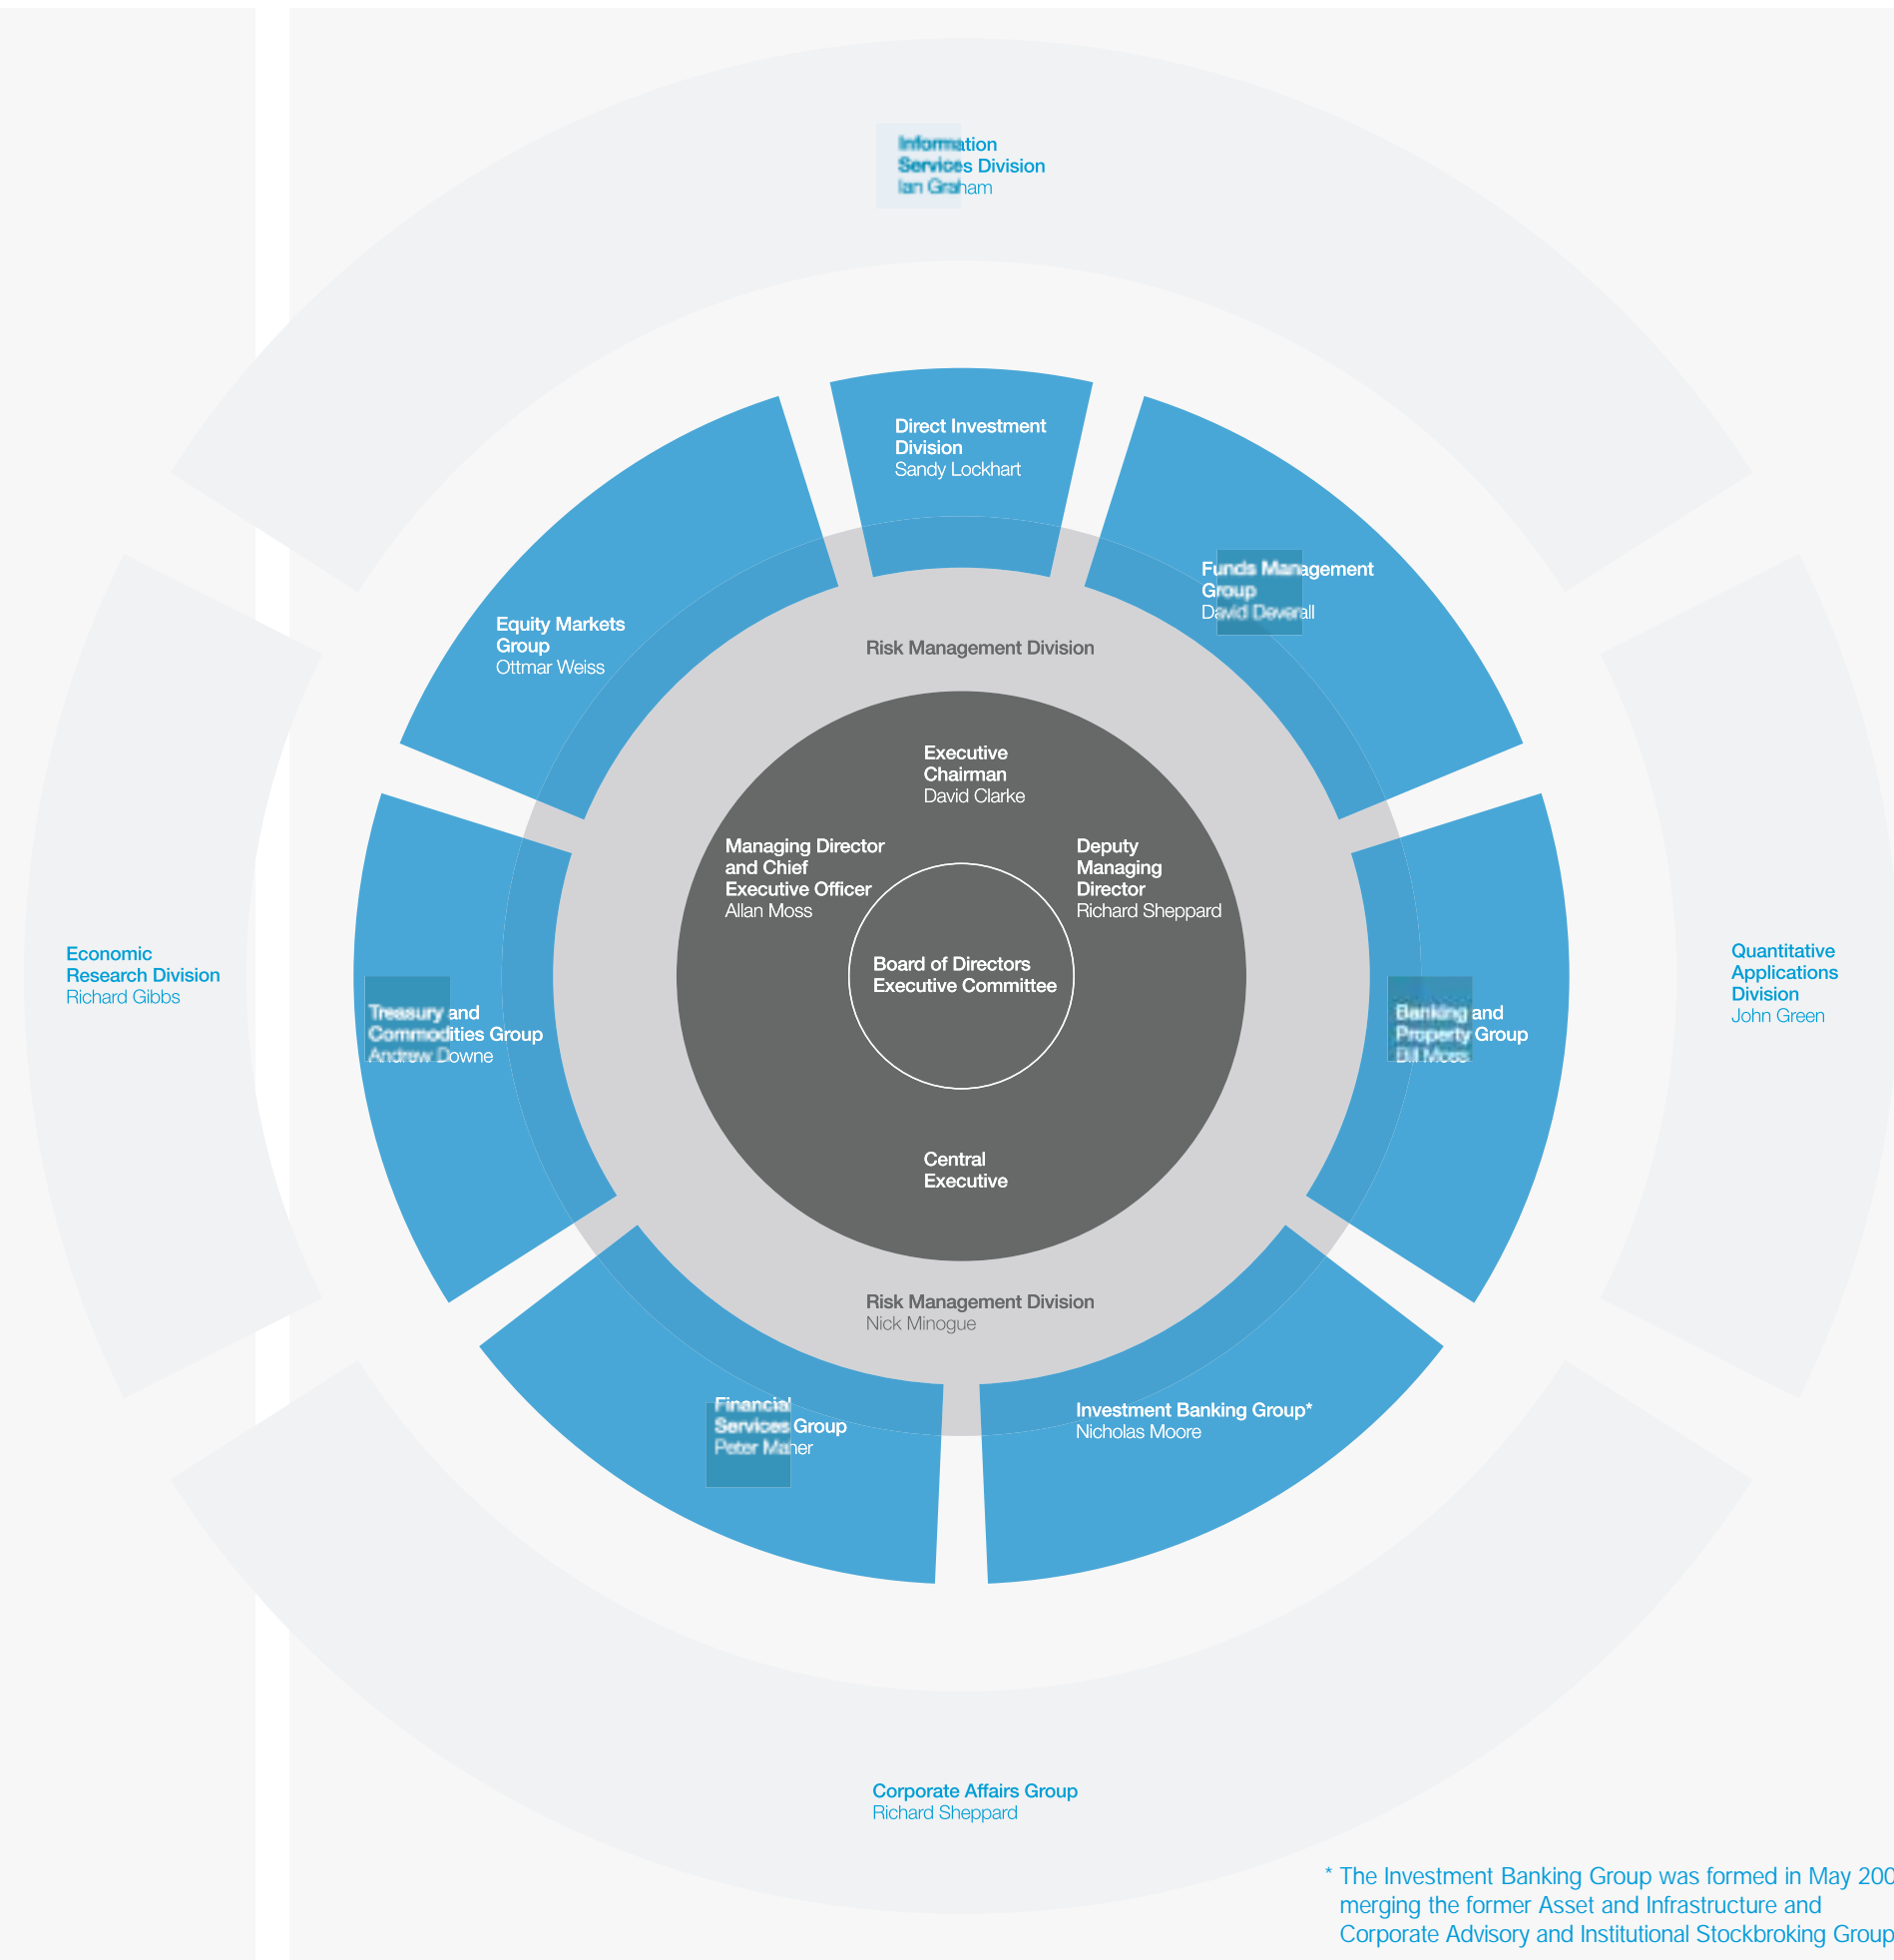 Information
Services Division
Ian Graham
Direct Investment
Division
Sandy Lockhart
Funds Management
Group
David Deverall
Equity Markets
Group
Ottmar Weiss
Risk Management Division
Executive
Chairman
David Clarke
Managing Director
and Chief
Executive Officer
Allan Moss
Deputy
Managing
Director
Richard Sheppard
Economic
Research Division
Richard Gibbs
Board of Directors
Executive Committee
Quantitative
Applications
Division
John Green
Treasury and
Commodities Group
Andrew Downe
Banking and
Property Group
Bill Moss
Central
Executive
Risk Management Division
Nick Minogue
Financial
Services Group
Peter Maher
Investment Banking Group*
Nicholas Moore
Corporate Affairs Group
Richard Sheppard
* The Investment Banking Group was formed in May 200
merging the former Asset and Infrastructure and
Corporate Advisory and Institutional Stockbroking Group